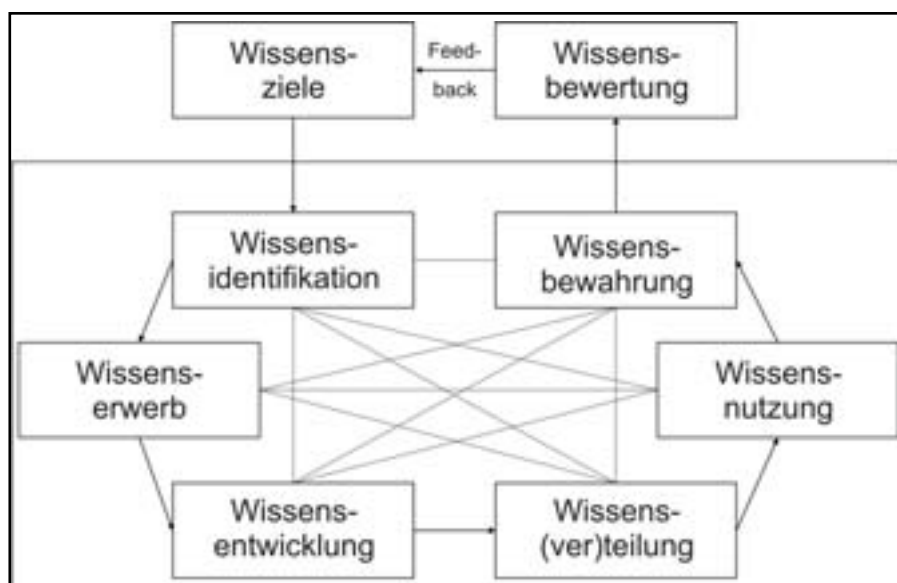 Wissens-
ziele
Feed-
back
Wissens-
bewertung
Wissens-
identifikation
Wissens-
bewahrung
Wissens-
erwerb
Wissens-
nutzung
Wissens-
entwicklung
Wissens-
(ver)teilung